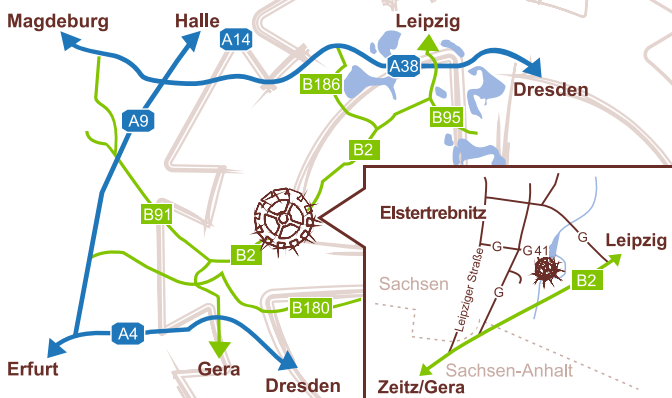 Magdeburg
Halle
Leipzig
A14
A38
B186
Dresden
A9
B95
B2
B91
Elstertrebnitz
Leipzig
G
G
41
G
B2
B2
Leipziger Straße
Sachsen
G
B180
A4
Erfurt
Gera
Dresden
Sachsen-Anhalt
Zeitz/Gera